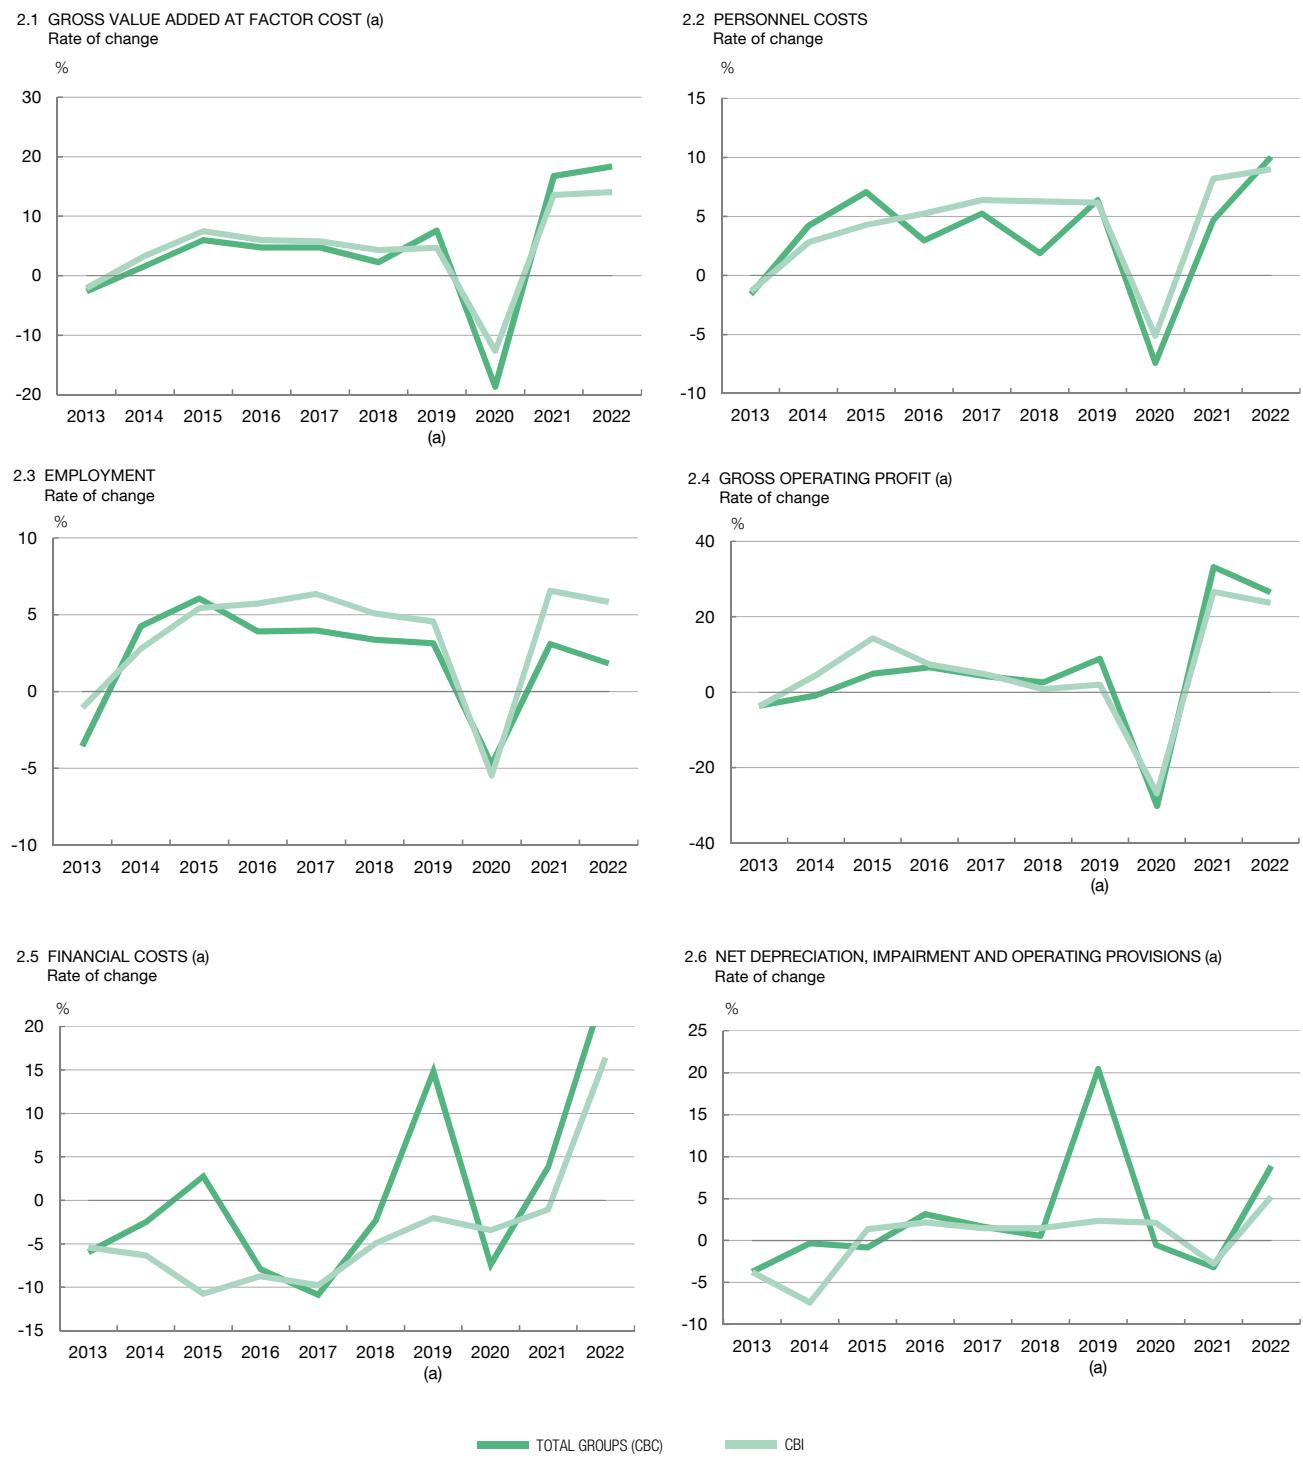 2.1 GROSS VALUE ADDED AT FACTOR COST (a)
Rate of change
%
30
20
10
0
-10
-20
2013 2014 2015 2016 2017 2018 2019 2020 2021 2022
(a)
2.2 PERSONNEL COSTS
Rate of change
%
15
10
5
0
-5
-10
2013 2014 2015 2016 2017 2018 2019 2020 2021 2022
2.3 EMPLOYMENT
Rate of change
%
10
5
0
-5
-10
2013 2014 2015 2016 2017 2018 2019 2020 2021 2022
2.4 GROSS OPERATING PROFIT (a)
Rate of change
%
40
20
0
-20
-40
2013 2014 2015 2016 2017 2018 2019 2020 2021 2022
(a)
2.5 FINANCIAL COSTS (a)
Rate of change
%
20
15
10
5
0
-5
-10
-15
2013 2014 2015 2016 2017 2018 2019 2020 2021 2022
(a)
2.6 NET DEPRECIATION, IMPAIRMENT AND OPERATING PROVISIONS (a)
Rate of change
%
25
20
15
10
5
0
-5
-10
2013 2014 2015 2016 2017 2018 2019 2020 2021 2022
(a)
TOTAL GROUPS (CBC) CBI